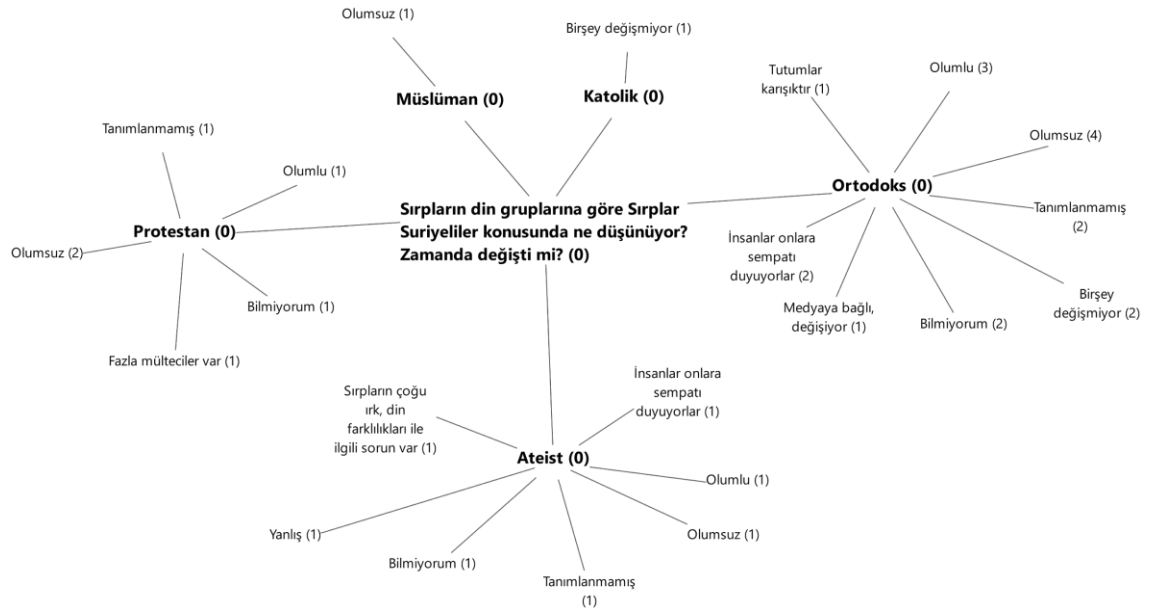 Olumsuz (1)
Birşey değişmiyor (1)
Müslüman (0)
Katolik (0)
Tutumlar
karışıktır (1)
Olumlu (3)
Olumsuz (4)
Ortodoks (0)
Tanımlanmamış
(2)
İnsanlar onlara
sempati
duyuyorlar (2)
Medyaya bağlı,
değişiyor (1)
Bilmiyorum (2)
Birşey
değişmiyor (2)
Tanımlanmamış (1)
Olumlu (1)
Protestan (0)
Olumsuz (2)
Bilmiyorum (1)
Fazla mülteciler var (1)
Sırpların din gruplarına göre Sırplar
Suriyeliler konusunda ne düşünüyor?
Zamanda değişti mi? (0)
Sırpların çoğu
ırk, din
farklılıkları ile
ilgili sorun var (1)
İnsanlar onlara
sempatı
duyuyorlar (1)
Ateist (0)
Olumlu (1)
Olumsuz (1)
Yanlış (1)
Bilmiyorum (1)
Tanımlanmamış
(1)